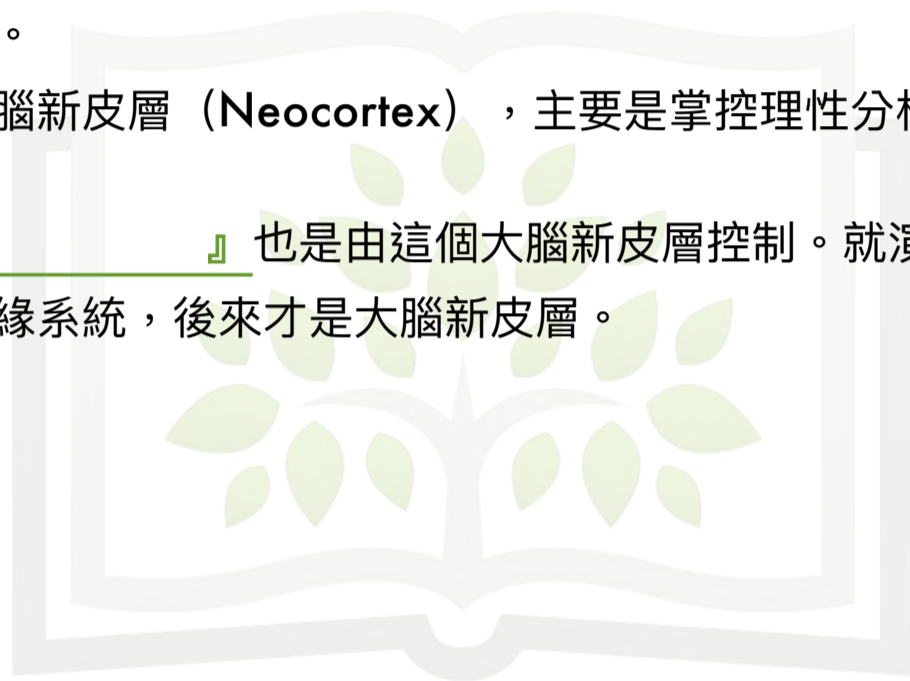 。
腦新皮層（Neocortex），主要是掌控理性分析
』也是由這個大腦新皮層控制。就演
緣系統，後來才是大腦新皮層。